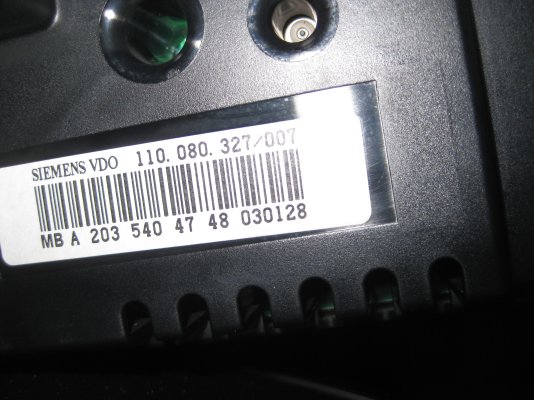 SIEMENS VDO 110.080.327/007
MB A 203 540 47 48 030128